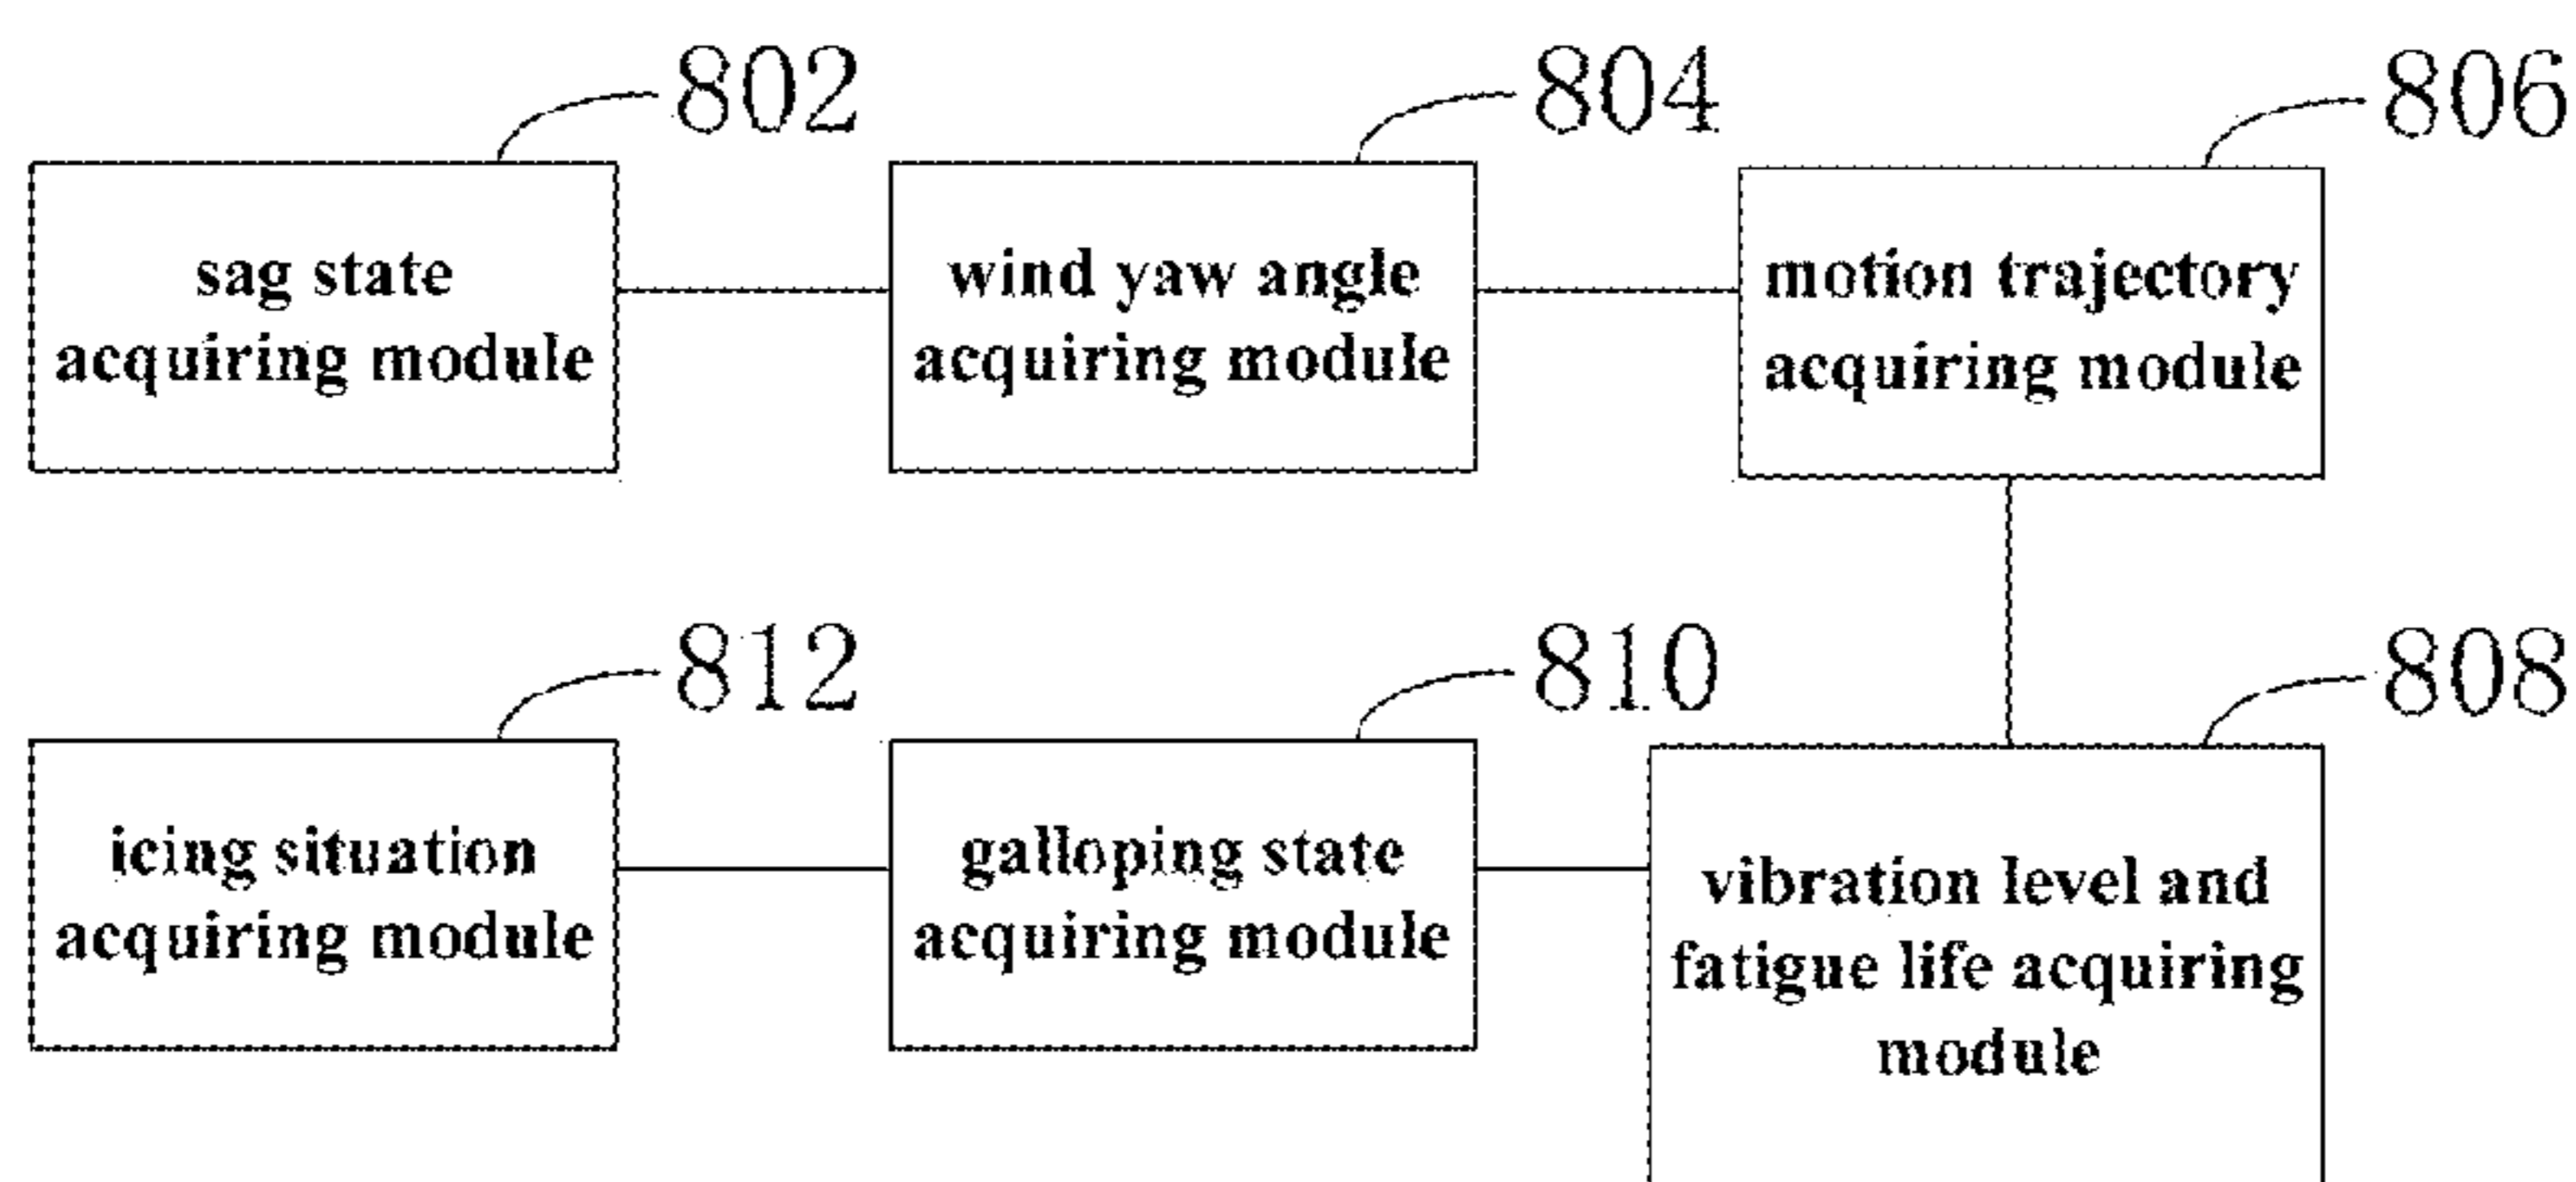 802
804
806
sag state
acquiring module
wind yaw angle
acquiring module
motion trajectory
acquiring module
812
810
808
icing situation
acquiring module
galloping state
acquiring module
vibration level and
fatigue life acquiring
module